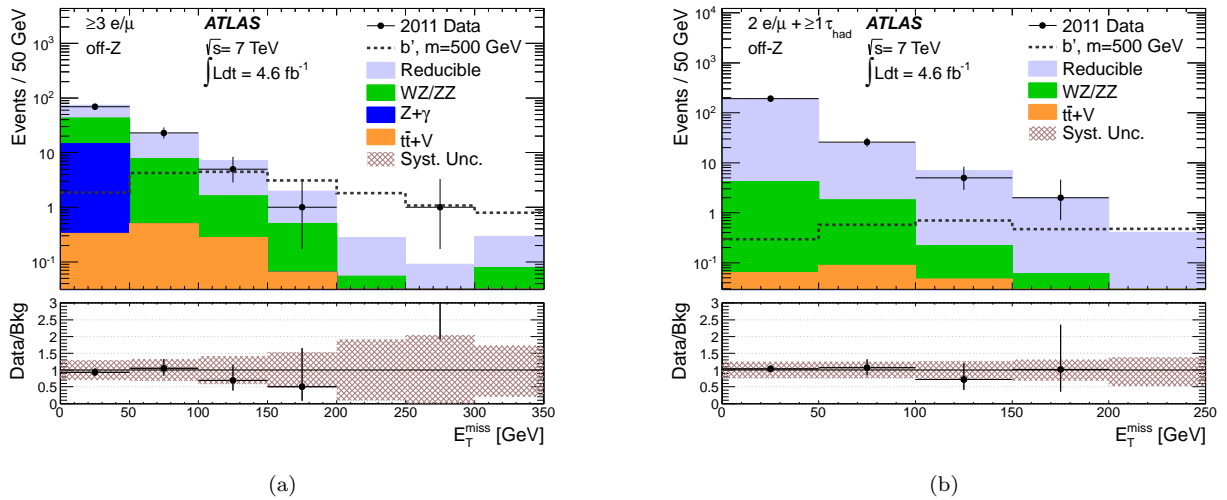 Events / 50 GeV
≥3 e/μ
off-Z
ATLAS
√s= 7 TeV
∫Ldt = 4.6 fb⁻¹
2011 Data
b', m=500 GeV
Reducible
WZ/ZZ
Z+γ
tt̄+V
Syst. Unc.
10³
10²
10
1
10⁻¹
Data/Bkg
3
2.5
2
1.5
1
0.5
0
0 50 100 150 200 250 300 350
E_T^miss [GeV]
(a)
Events / 50 GeV
2 e/μ + ≥1 τ_had
off-Z
ATLAS
√s= 7 TeV
∫Ldt = 4.6 fb⁻¹
2011 Data
b', m=500 GeV
Reducible
WZ/ZZ
tt̄+V
Syst. Unc.
10⁴
10³
10²
10
1
10⁻¹
Data/Bkg
3
2.5
2
1.5
1
0.5
0
0 50 100 150 200 250
E_T^miss [GeV]
(b)